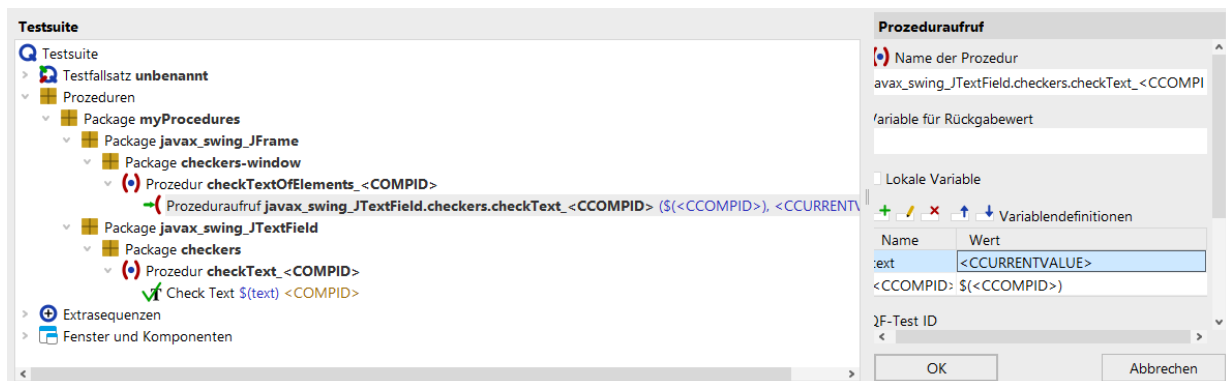 Testsuite
Testsuite
Testfallsatz unbenannt
Prozeduren
Package myProcedures
Package javax_swing_JFrame
Package checkers-window
Prozedur checkTextOfElements_<COMPID>
Prozeduraufruf javax_swing_JTextField.checkers.checkText_<CCOMPID> ($(<CCOMPID>), <CCURRENTV
Package javax_swing_JTextField
Package checkers
Prozedur checkText_<COMPID>
Check Text $(text) <COMPID>
Extrasequenzen
Fenster und Komponenten
Prozeduraufruf
Name der Prozedur
avax_swing_JTextField.checkers.checkText_<CCOMPI
Variable für Rückgabewert
Lokale Variable
Variablendefinitionen
Name Wert
text <CCURRENTVALUE>
<CCOMPID> $(<CCOMPID>)
QF-Test ID
OK Abbrechen